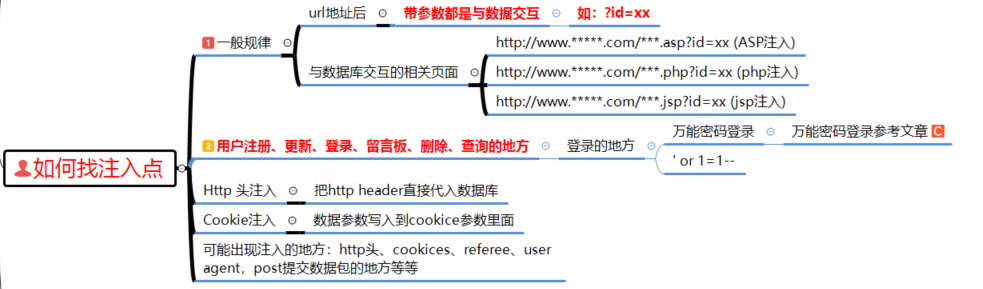 如何找注入点
1 一般规律
url地址后
带参数都是与数据交互
如：?id=xx
与数据库交互的相关页面
http://www.*****.com/***.asp?id=xx (ASP注入)
http://www.*****.com/***.php?id=xx (php注入)
http://www.*****.com/***.jsp?id=xx (jsp注入)
2 用户注册、更新、登录、留言板、删除、查询的地方
登录的地方
万能密码登录
万能密码登录参考文章
' or 1=1--
Http 头注入
把http header直接代入数据库
Cookie注入
数据参数写入到cookice参数里面
可能出现注入的地方：http头、cookices、referee、user
agent，post提交数据包的地方等等